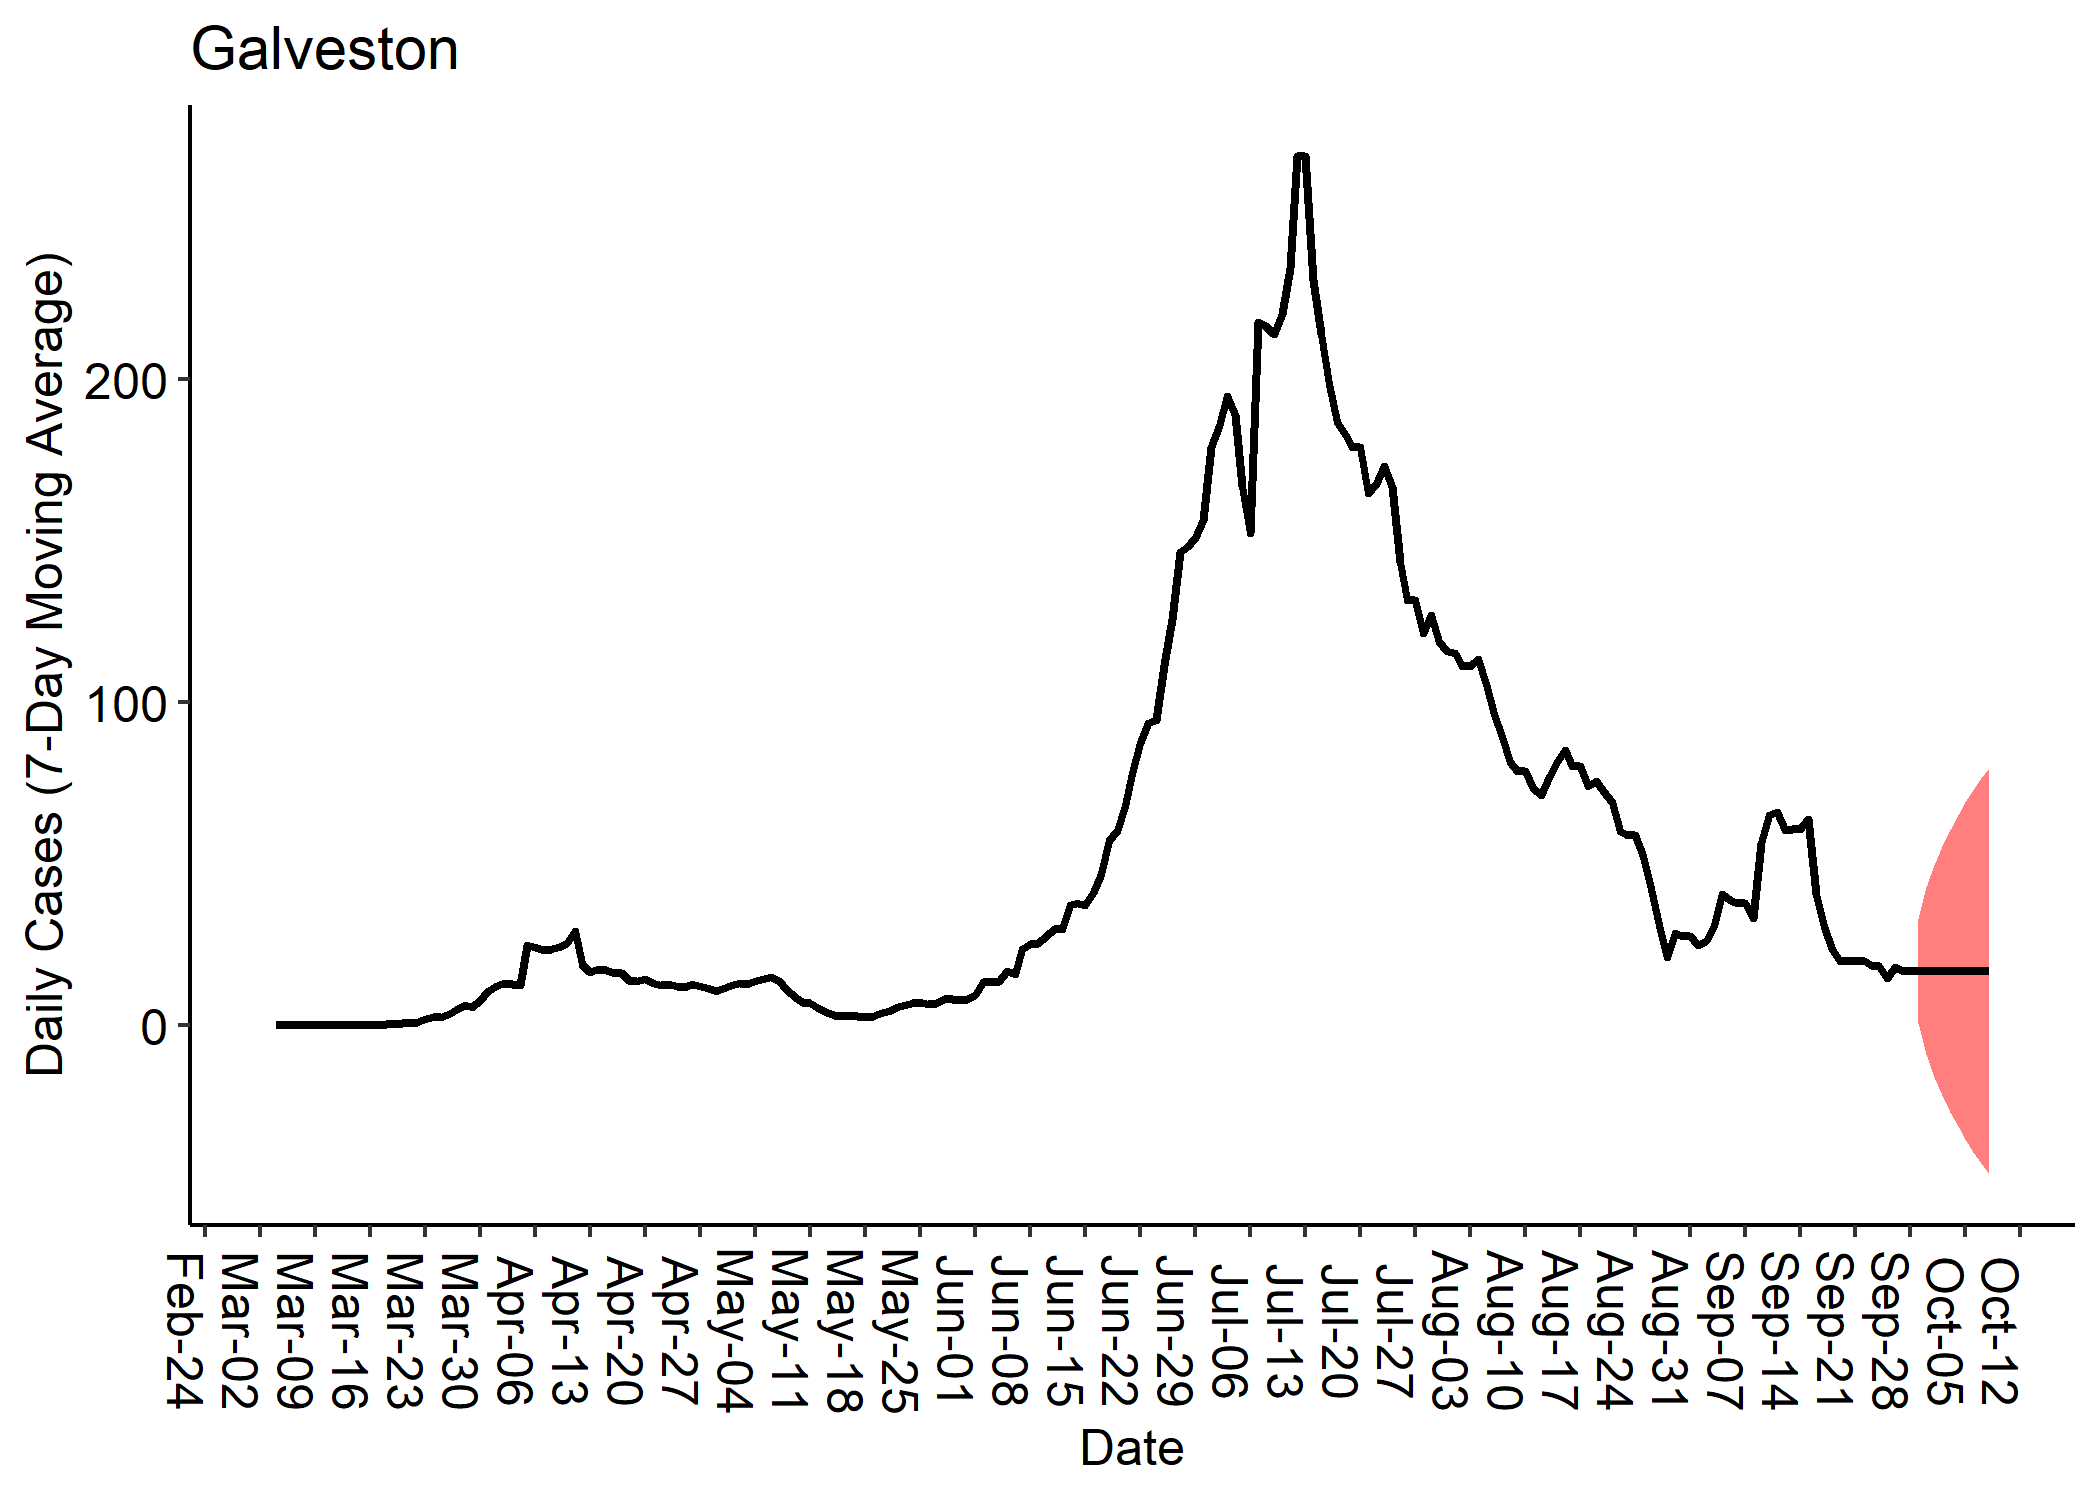 Galveston
Daily Cases (7-Day Moving Average)
200
100
0
Feb-24
Mar-02
Mar-09
Mar-16
Mar-23
Mar-30
Apr-06
Apr-13
Apr-20
Apr-27
May-04
May-11
May-18
May-25
Jun-01
Jun-08
Jun-15
Jun-22
Jun-29
Jul-06
Jul-13
Jul-20
Jul-27
Aug-03
Aug-10
Aug-17
Aug-24
Aug-31
Sep-07
Sep-14
Sep-21
Sep-28
Oct-05
Oct-12
Date